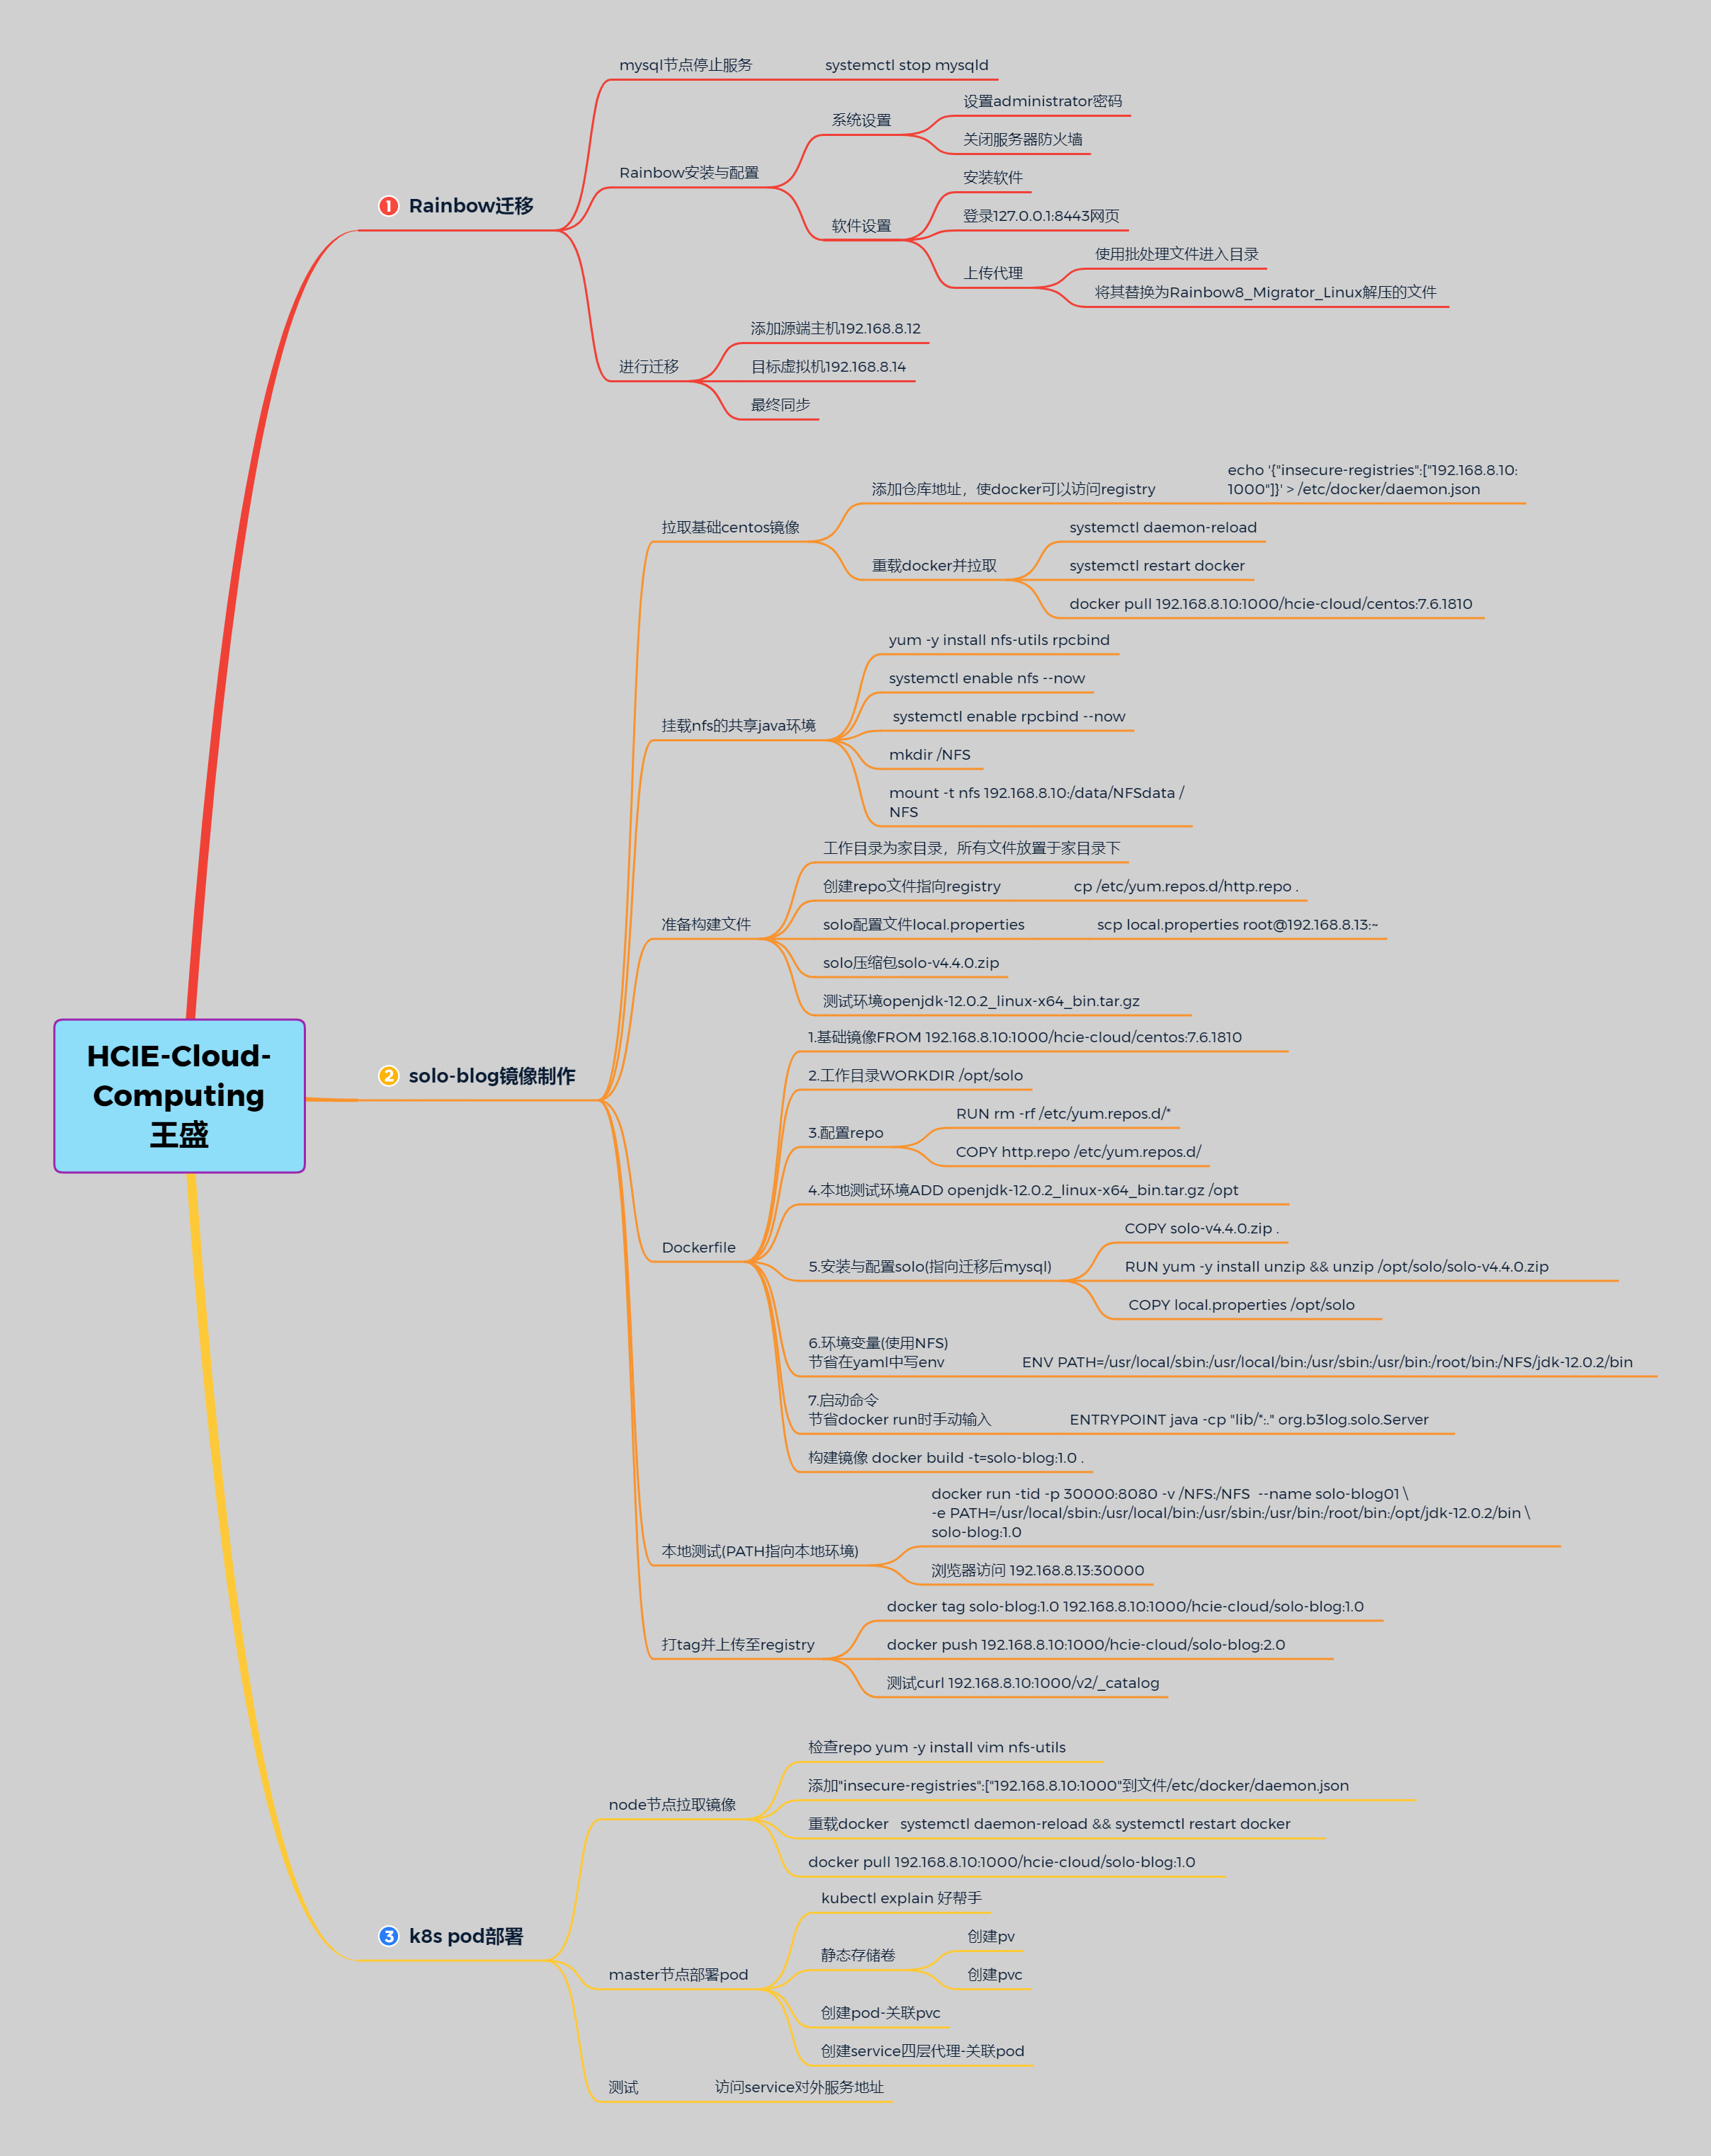 HCIE-Cloud-
Computing
王盛
1 Rainbow迁移
mysql节点停止服务
systemctl stop mysqld
Rainbow安装与配置
系统设置
设置administrator密码
关闭服务器防火墙
软件设置
安装软件
登录127.0.0.1:8443网页
上传代理
使用批处理文件进入目录
将其替换为Rainbow8_Migrator_Linux解压的文件
进行迁移
添加源端主机192.168.8.12
目标虚拟机192.168.8.14
最终同步
2 solo-blog镜像制作
拉取基础centos镜像
添加仓库地址，使docker可以访问registry
echo '{"insecure-registries":["192.168.8.10:
1000"]}' > /etc/docker/daemon.json
重载docker并拉取
systemctl daemon-reload
systemctl restart docker
docker pull 192.168.8.10:1000/hcie-cloud/centos:7.6.1810
挂载nfs的共享java环境
yum -y install nfs-utils rpcbind
systemctl enable nfs --now
systemctl enable rpcbind --now
mkdir /NFS
mount -t nfs 192.168.8.10:/data/NFSdata /
NFS
准备构建文件
工作目录为家目录，所有文件放置于家目录下
创建repo文件指向registry
cp /etc/yum.repos.d/http.repo .
solo配置文件local.properties
scp local.properties root@192.168.8.13:~
solo压缩包solo-v4.4.0.zip
测试环境openjdk-12.0.2_linux-x64_bin.tar.gz
Dockerfile
1.基础镜像FROM 192.168.8.10:1000/hcie-cloud/centos:7.6.1810
2.工作目录WORKDIR /opt/solo
3.配置repo
RUN rm -rf /etc/yum.repos.d/*
COPY http.repo /etc/yum.repos.d/
4.本地测试环境ADD openjdk-12.0.2_linux-x64_bin.tar.gz /opt
5.安装与配置solo(指向迁移后mysql)
COPY solo-v4.4.0.zip .
RUN yum -y install unzip && unzip /opt/solo/solo-v4.4.0.zip
COPY local.properties /opt/solo
6.环境变量(使用NFS)
节省在yaml中写env
ENV PATH=/usr/local/sbin:/usr/local/bin:/usr/sbin:/usr/bin:/root/bin:/NFS/jdk-12.0.2/bin
7.启动命令
节省docker run时手动输入
ENTRYPOINT java -cp "lib/*:." org.b3log.solo.Server
构建镜像 docker build -t=solo-blog:1.0 .
本地测试(PATH指向本地环境)
docker run -tid -p 30000:8080 -v /NFS:/NFS  --name solo-blog01 \
-e PATH=/usr/local/sbin:/usr/local/bin:/usr/sbin:/usr/bin:/root/bin:/opt/jdk-12.0.2/bin \
solo-blog:1.0
浏览器访问 192.168.8.13:30000
打tag并上传至registry
docker tag solo-blog:1.0 192.168.8.10:1000/hcie-cloud/solo-blog:1.0
docker push 192.168.8.10:1000/hcie-cloud/solo-blog:2.0
测试curl 192.168.8.10:1000/v2/_catalog
3 k8s pod部署
node节点拉取镜像
检查repo yum -y install vim nfs-utils
添加"insecure-registries":["192.168.8.10:1000"到文件/etc/docker/daemon.json
重载docker   systemctl daemon-reload && systemctl restart docker
docker pull 192.168.8.10:1000/hcie-cloud/solo-blog:1.0
master节点部署pod
kubectl explain 好帮手
静态存储卷
创建pv
创建pvc
创建pod-关联pvc
创建service四层代理-关联pod
测试
访问service对外服务地址